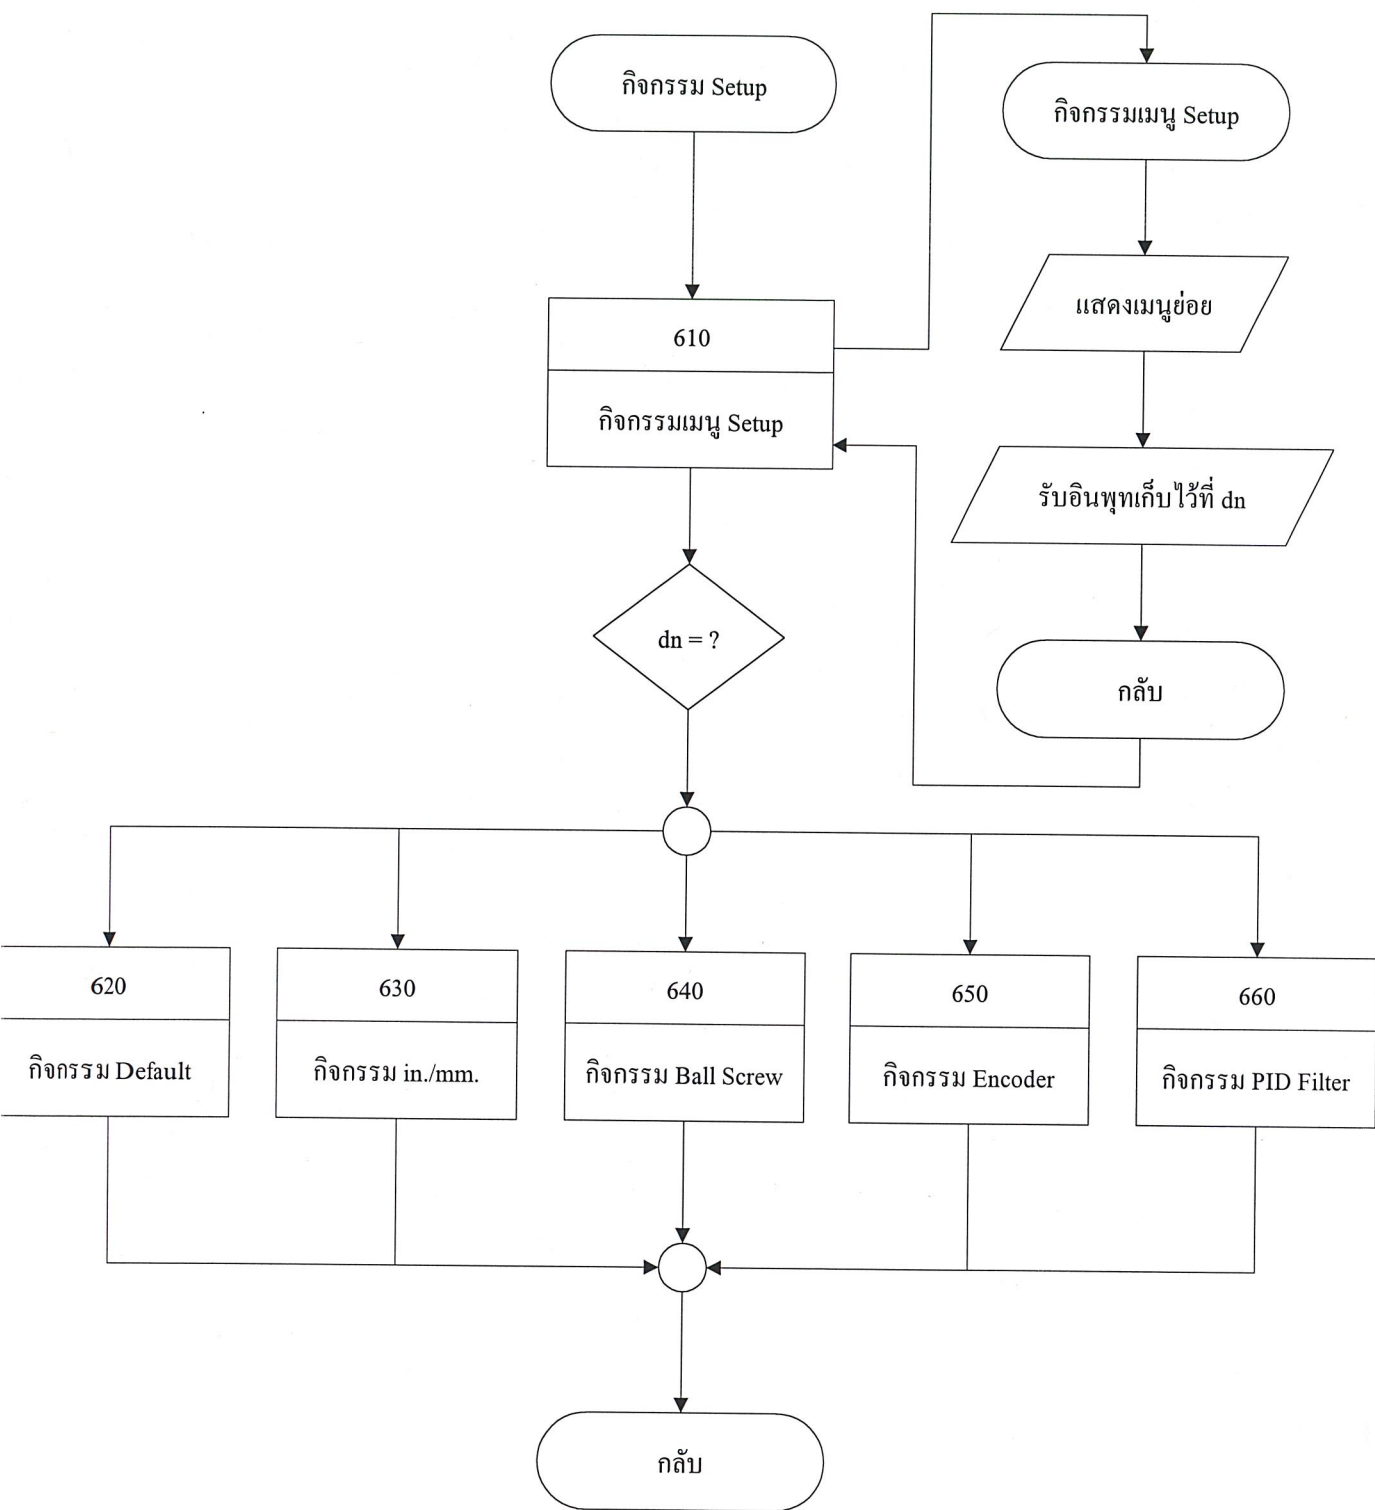 กิจกรรม Setup
กิจกรรมเมนู Setup
แสดงเมนูย่อย
610
กิจกรรมเมนู Setup
รับอินพุทเก็บไว้ที่ dn
dn = ?
กลับ
620
630
640
650
660
กิจกรรม Default
กิจกรรม in./mm.
กิจกรรม Ball Screw
กิจกรรม Encoder
กิจกรรม PID Filter
กลับ